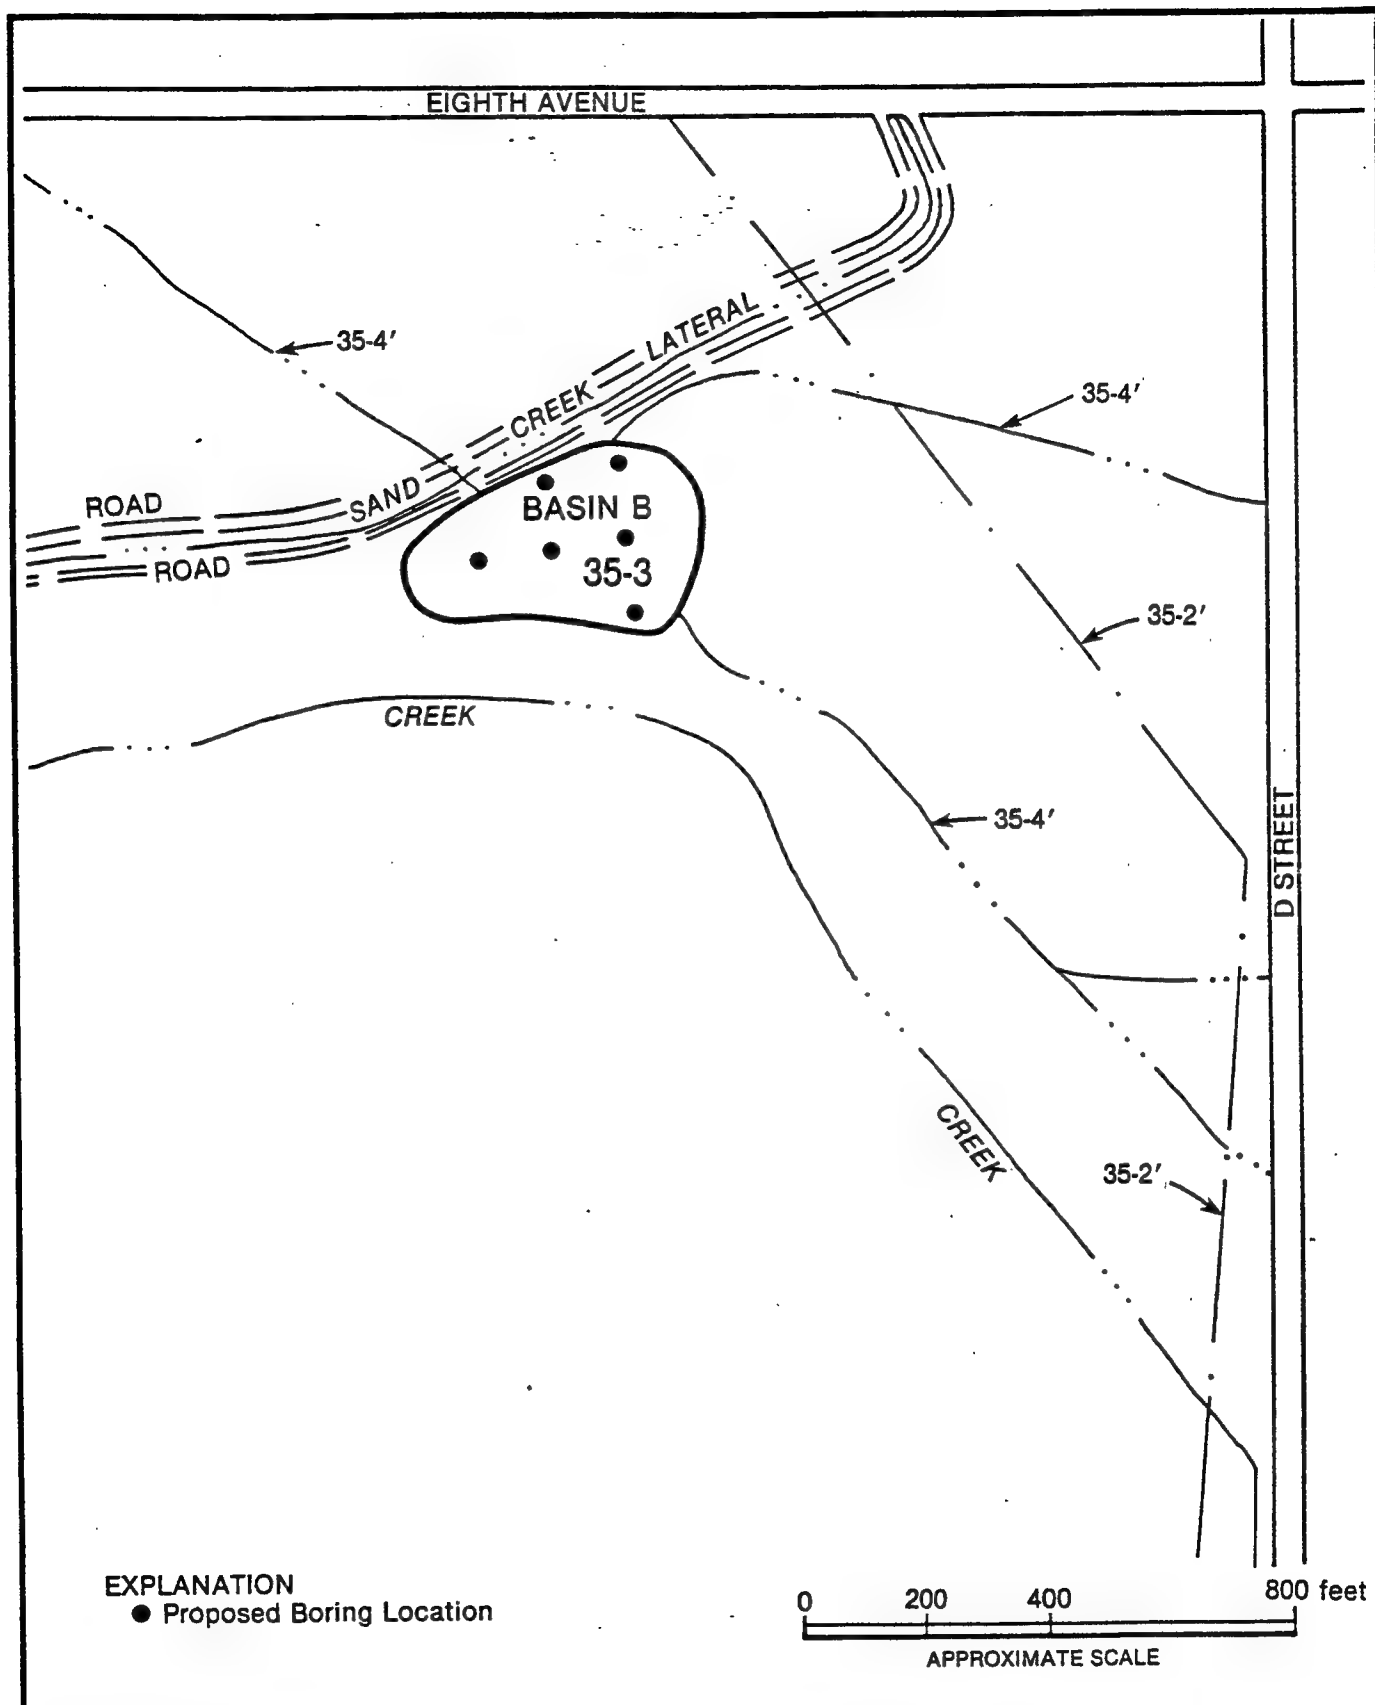 EIGHTH AVENUE
35-4'
SAND CREEK LATERAL
35-4'
ROAD
BASIN B
35-3
ROAD
35-2'
CREEK
35-4'
D STREET
CREEK
35-2'
EXPLANATION
Proposed Boring Location
0 200 400 800 feet
APPROXIMATE SCALE